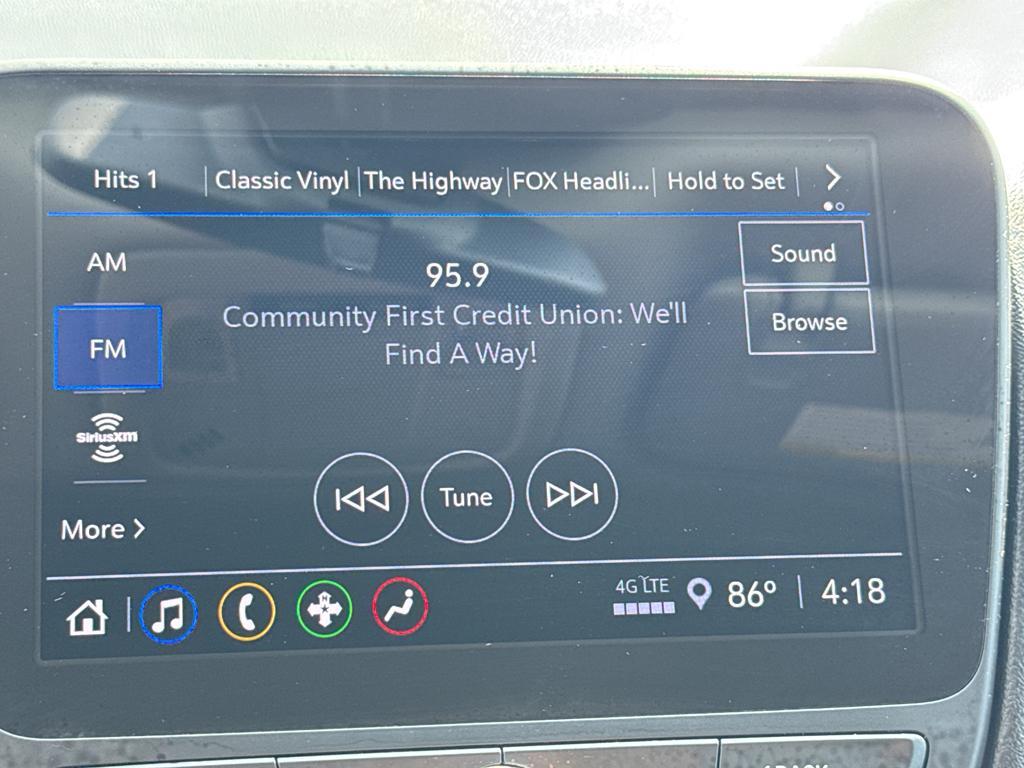 Hits 1
Classic Vinyl
The Highway
FOX Headli...
Hold to Set
AM
95.9
Sound
Community First Credit Union: We'll
Find A Way!
Browse
FM
SiriusXM
Tune
More
4G LTE
86°
4:18
N